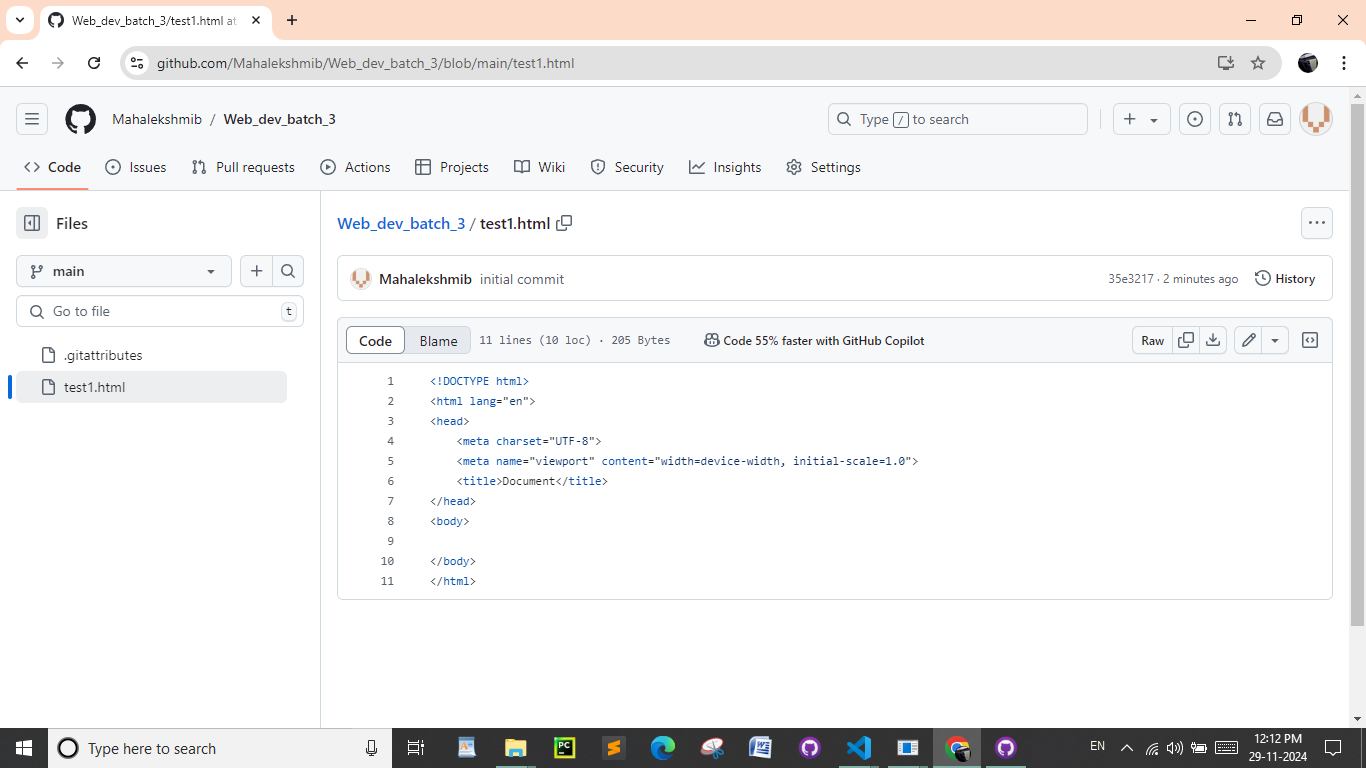 Web_dev_batch_3/test1.html at
github.com/Mahalekshmib/Web_dev_batch_3/blob/main/test1.html
Mahalekshmib / Web_dev_batch_3
Type / to search
Code Issues Pull requests Actions Projects Wiki Security Insights Settings
Files
main
Go to file t
.gitattributes
test1.html
Web_dev_batch_3 / test1.html
Mahalekshmib initial commit 35e3217 · 2 minutes ago History
Code Blame 11 lines (10 loc) · 205 Bytes Code 55% faster with GitHub Copilot Raw
1 <!DOCTYPE html>
2 <html lang="en">
3 <head>
4     <meta charset="UTF-8">
5     <meta name="viewport" content="width=device-width, initial-scale=1.0">
6     <title>Document</title>
7 </head>
8 <body>
9
10 </body>
11 </html>
Type here to search
PC
W
EN
12:12 PM
29-11-2024